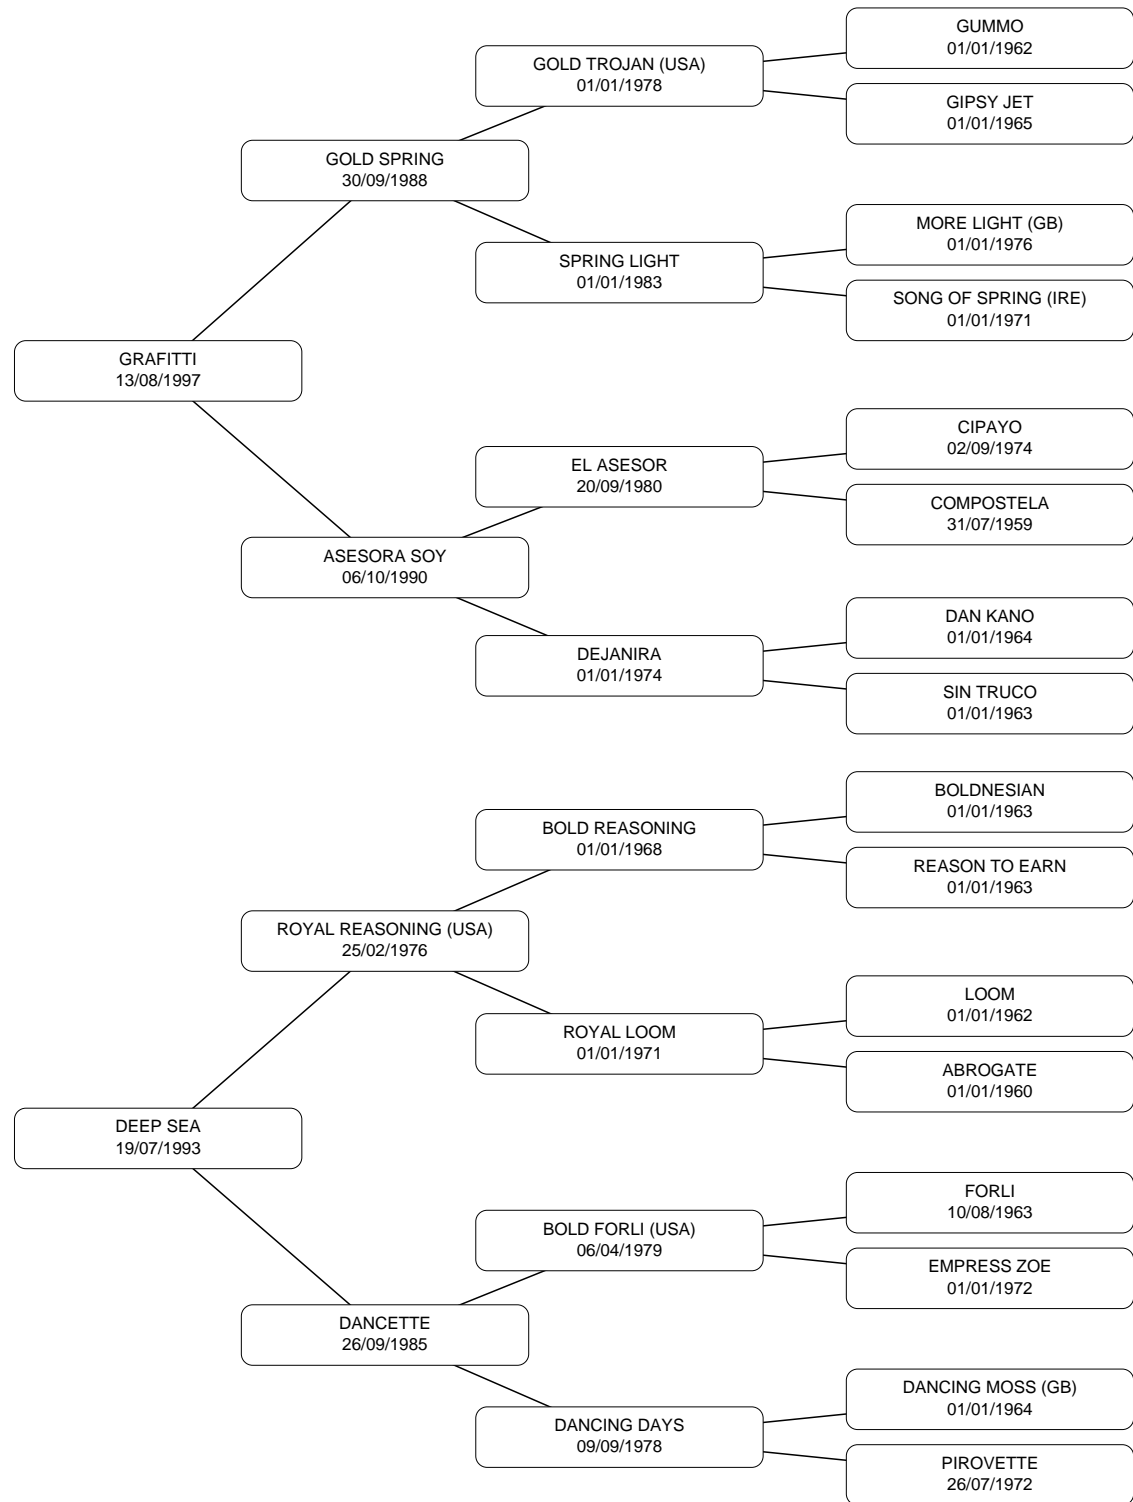 GUMMO
01/01/1962
GOLD TROJAN (USA)
01/01/1978
GIPSY JET
01/01/1965
GOLD SPRING
30/09/1988
MORE LIGHT (GB)
01/01/1976
SPRING LIGHT
01/01/1983
SONG OF SPRING (IRE)
01/01/1971
GRAFITTI
13/08/1997
CIPAYO
02/09/1974
EL ASESOR
20/09/1980
COMPOSTELA
31/07/1959
ASESORA SOY
06/10/1990
DAN KANO
01/01/1964
DEJANIRA
01/01/1974
SIN TRUCO
01/01/1963
BOLDNESIAN
01/01/1963
BOLD REASONING
01/01/1968
REASON TO EARN
01/01/1963
ROYAL REASONING (USA)
25/02/1976
LOOM
01/01/1962
ROYAL LOOM
01/01/1971
ABROGATE
01/01/1960
DEEP SEA
19/07/1993
FORLI
10/08/1963
BOLD FORLI (USA)
06/04/1979
EMPRESS ZOE
01/01/1972
DANCETTE
26/09/1985
DANCING MOSS (GB)
01/01/1964
DANCING DAYS
09/09/1978
PIROVETTE
26/07/1972